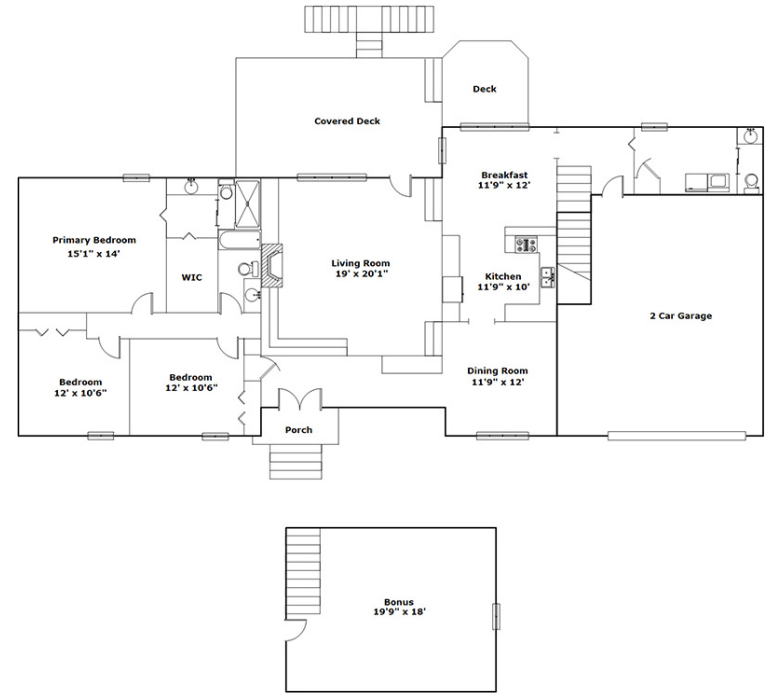 Deck
Covered Deck
Breakfast
11'9" x 12'
Primary Bedroom
15'1" x 14'
WIC
Living Room
19' x 20'1"
Kitchen
11'9" x 10'
2 Car Garage
Bedroom
12' x 10'6"
Bedroom
12' x 10'6"
Dining Room
11'9" x 12'
Porch
Bonus
19'9" x 18'